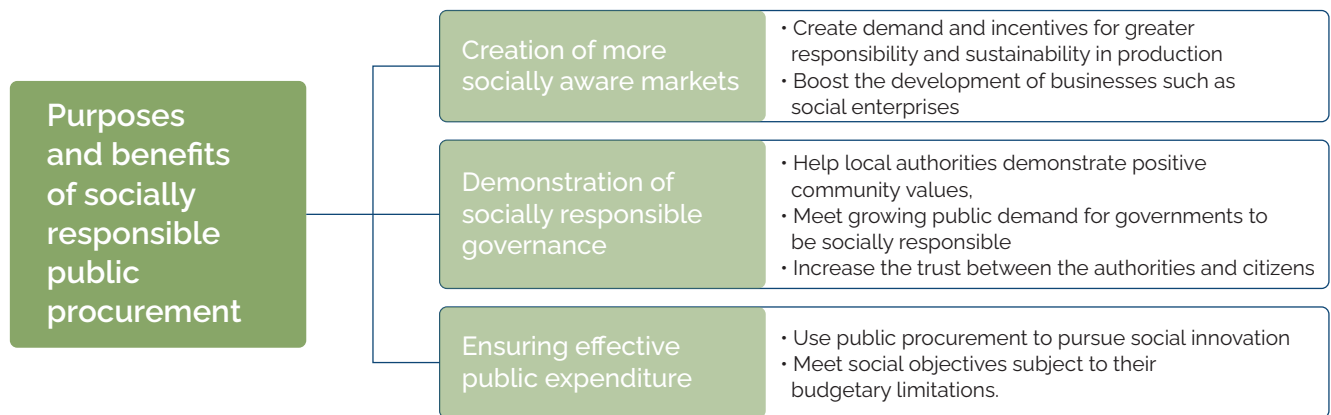 Purposes
and benefits
of socially
responsible
public
procurement
Creation of more
socially aware markets
• Create demand and incentives for greater
responsibility and sustainability in production
• Boost the development of businesses such as
social enterprises
Demonstration of
socially responsible
governance
• Help local authorities demonstrate positive
community values,
• Meet growing public demand for governments to
be socially responsible
• Increase the trust between the authorities and citizens
Ensuring effective
public expenditure
• Use public procurement to pursue social innovation
• Meet social objectives subject to their
budgetary limitations.